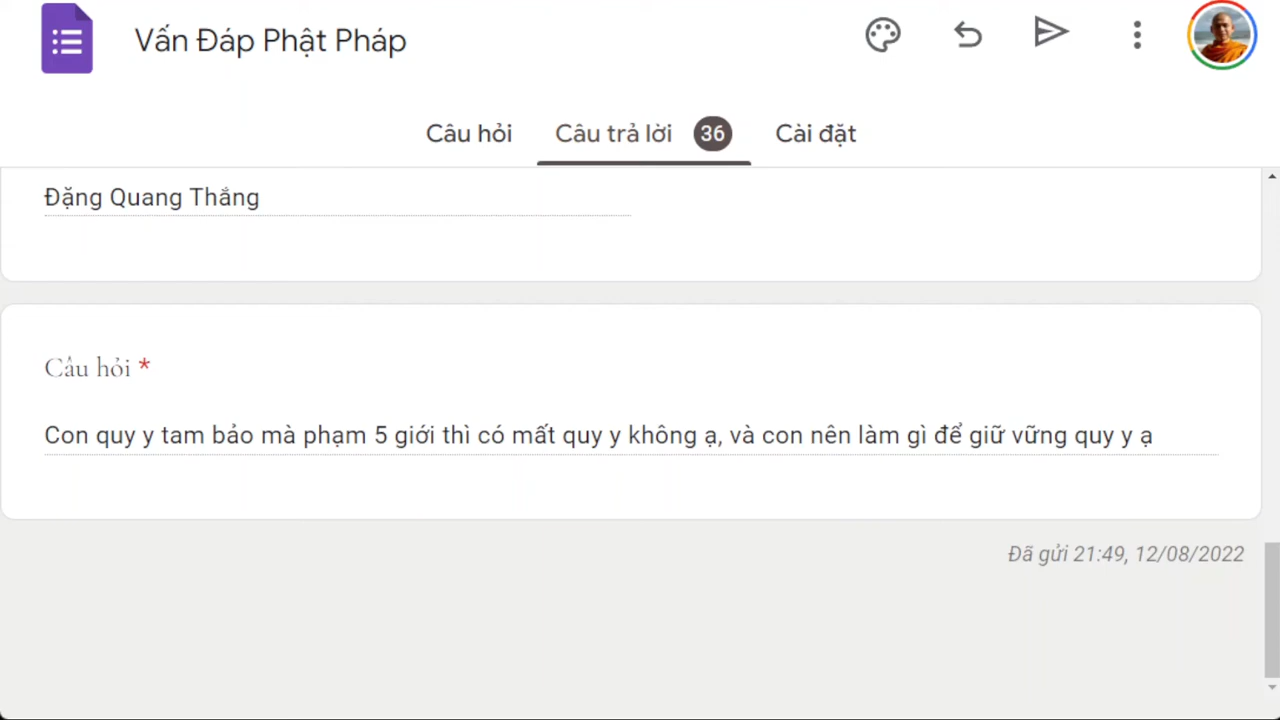 Vấn Đáp Phật Pháp
Câu hỏi Câu trả lời 36 Cài đặt
Đặng Quang Thắng
Câu hỏi *
Con quy y tam bảo mà phạm 5 giới thì có mất quy y không ạ, và con nên làm gì để giữ vững quy y ạ
Đã gửi 21:49, 12/08/2022